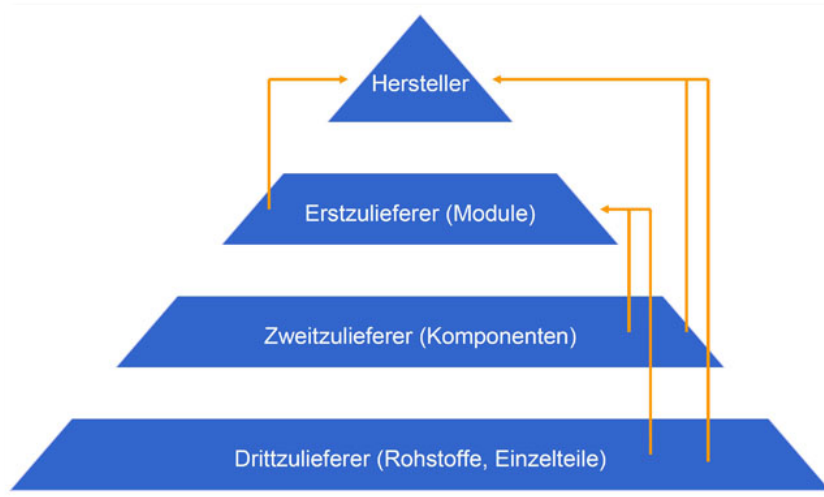 Hersteller
Erstzulieferer (Module)
Zweitzulieferer (Komponenten)
Drittzulieferer (Rohstoffe, Einzelteile)